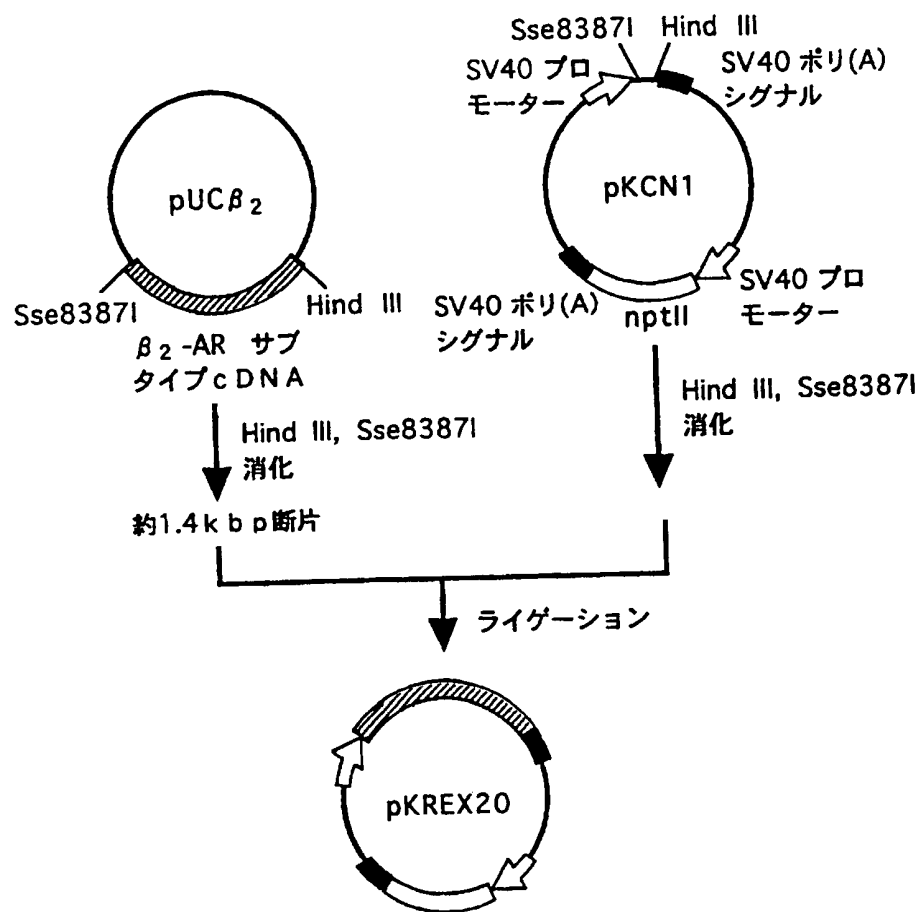 Sse8387I Hind III
SV40 プロ
モーター
SV40 ポリ(A)
シグナル
pUCβ2
pKCN1
Sse8387I
Hind III
SV40 ポリ(A)
シグナル
nptII
SV40 プロ
モーター
β2-AR サブ
タイプcDNA
Hind III, Sse8387I
消化
Hind III, Sse8387I
消化
約1.4kbp断片
ライゲーション
pKREX20